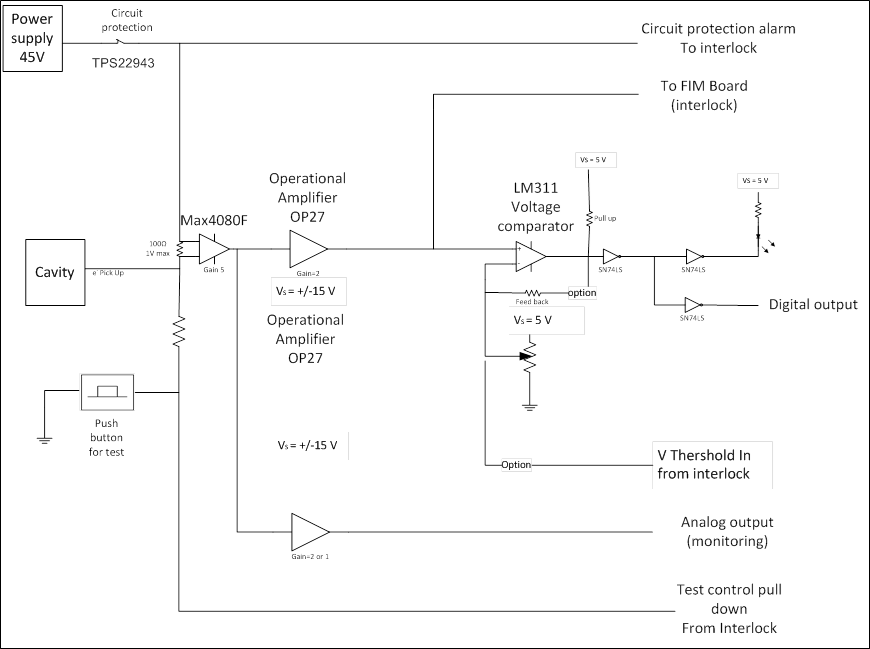 Power
supply
45V
Circuit
protection
TPS22943
Circuit protection alarm
To interlock
To FIM Board
(interlock)
Vs = 5 V
Vs = 5 V
Operational
Amplifier
OP27
LM311
Voltage
comparator
Pull up
Max4080F
100Ω
1V max
Gain 5
Gain=2
+
-
SN74LS
SN74LS
Cavity
e- Pick Up
Vs = +/-15 V
Feed back
option
SN74LS
Digital output
Operational
Amplifier
OP27
Vs = 5 V
Push
button
for test
Vs = +/-15 V
Option
V Thershold In
from interlock
Gain=2 or 1
Analog output
(monitoring)
Test control pull
down
From Interlock